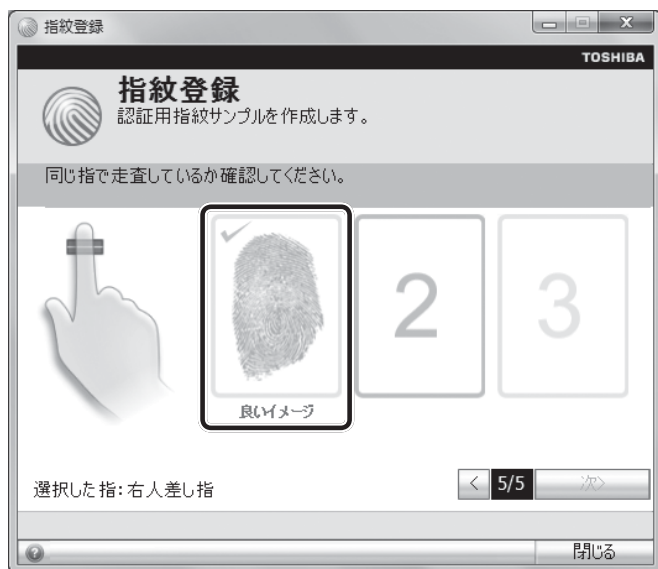 指紋登録
TOSHIBA
指紋登録
認証用指紋サンプルを作成します。
同じ指で走査しているか確認してください。
2
3
良いイメージ
選択した指:右人差し指
< 5/5 次>
閉じる